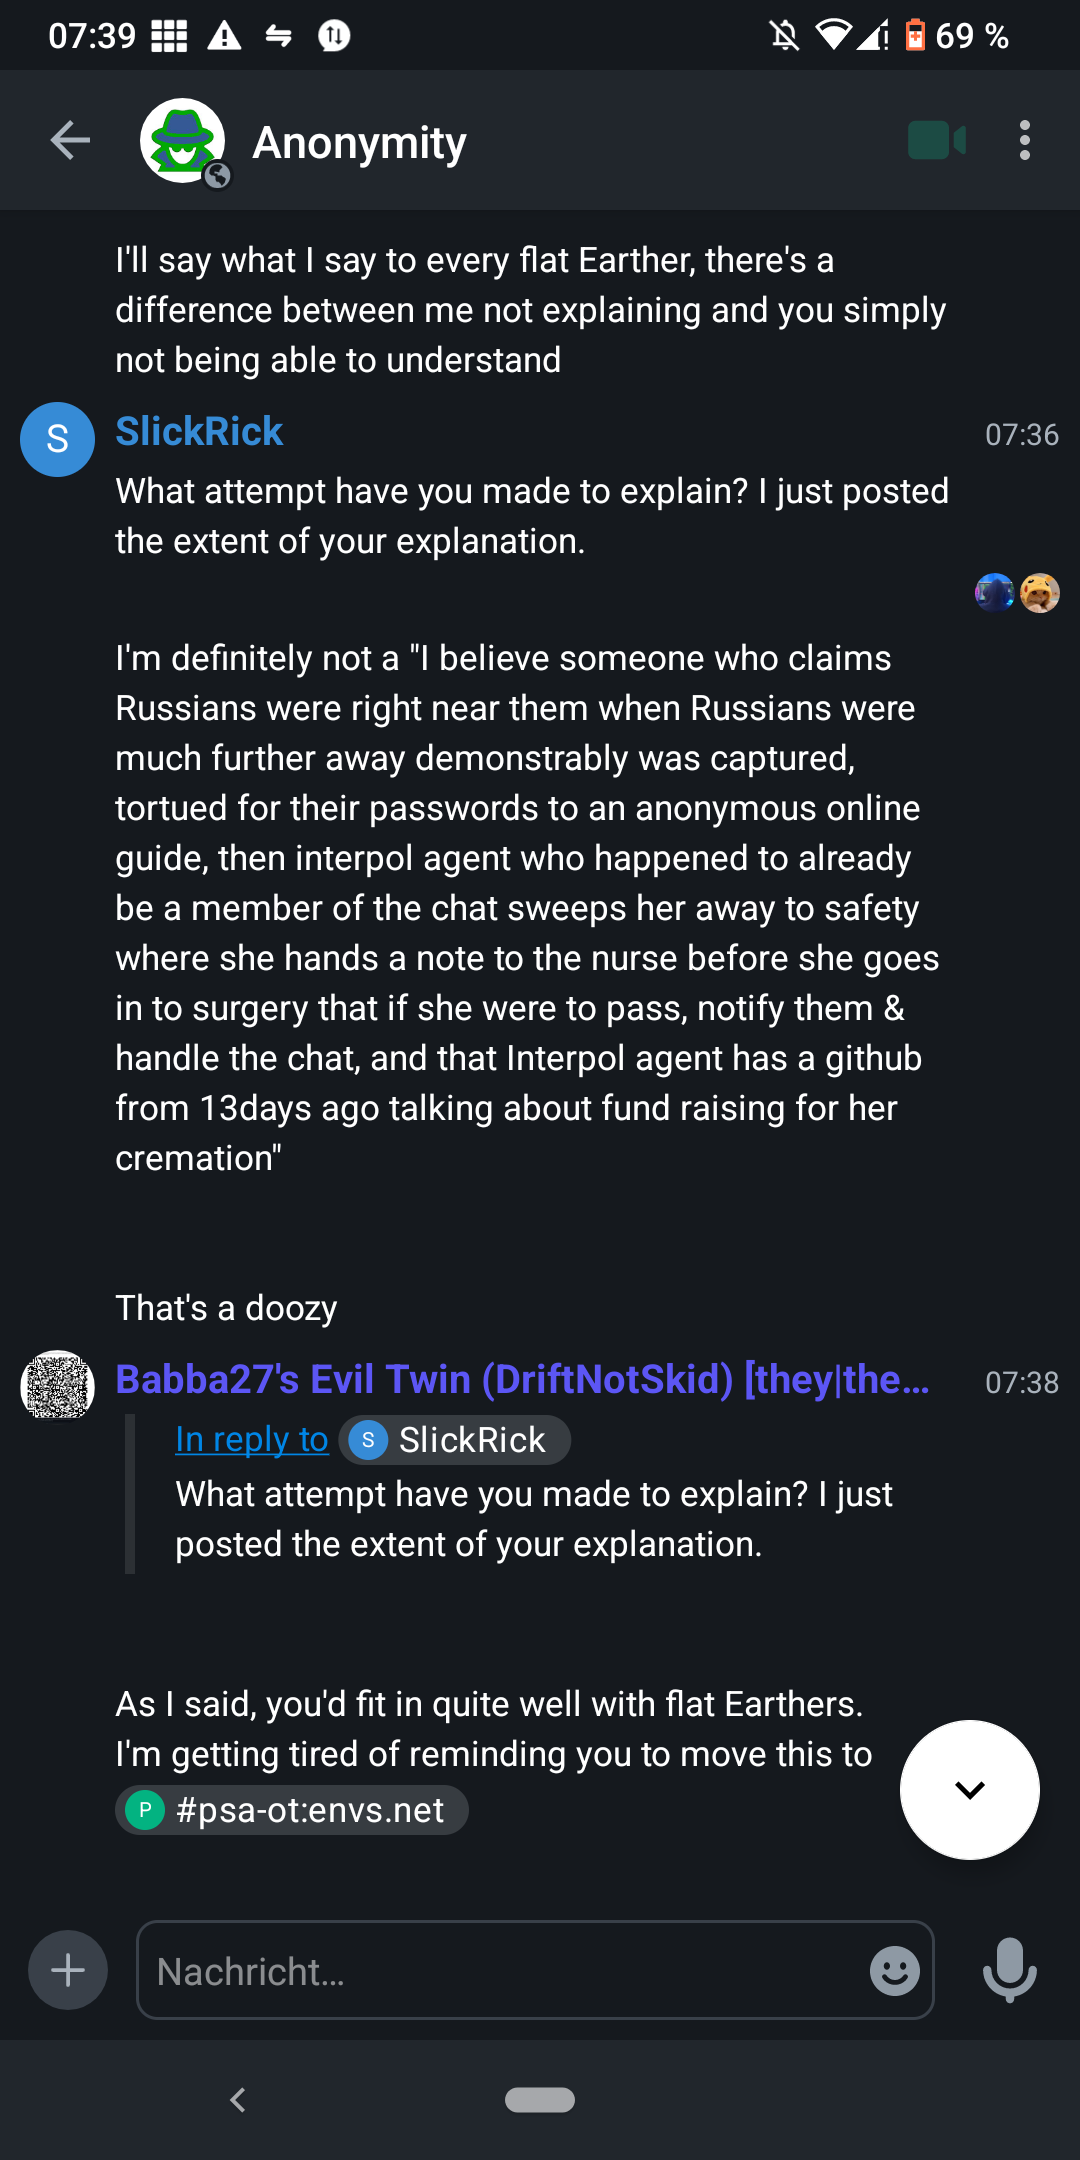 07:39
69 %
Anonymity
I'll say what I say to every flat Earther, there's a
difference between me not explaining and you simply
not being able to understand
S
SlickRick
07:36
What attempt have you made to explain? I just posted
the extent of your explanation.
I'm definitely not a "I believe someone who claims
Russians were right near them when Russians were
much further away demonstrably was captured,
tortued for their passwords to an anonymous online
guide, then interpol agent who happened to already
be a member of the chat sweeps her away to safety
where she hands a note to the nurse before she goes
in to surgery that if she were to pass, notify them &
handle the chat, and that Interpol agent has a github
from 13days ago talking about fund raising for her
cremation"
That's a doozy
Babba27's Evil Twin (DriftNotSkid) [they|the…
07:38
In reply to S SlickRick
What attempt have you made to explain? I just
posted the extent of your explanation.
As I said, you'd fit in quite well with flat Earthers.
I'm getting tired of reminding you to move this to
P #psa-ot:envs.net
Nachricht…